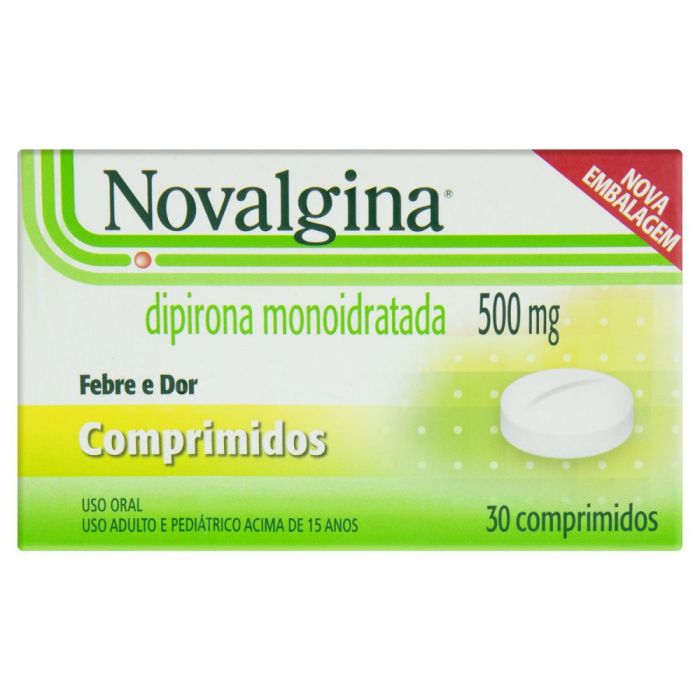 Novalgina®
NOVA
EMBALAGEM
dipirona monoidratada 500 mg
Febre e Dor
Comprimidos
USO ORAL
USO ADULTO E PEDIÁTRICO ACIMA DE 15 ANOS
30 comprimidos